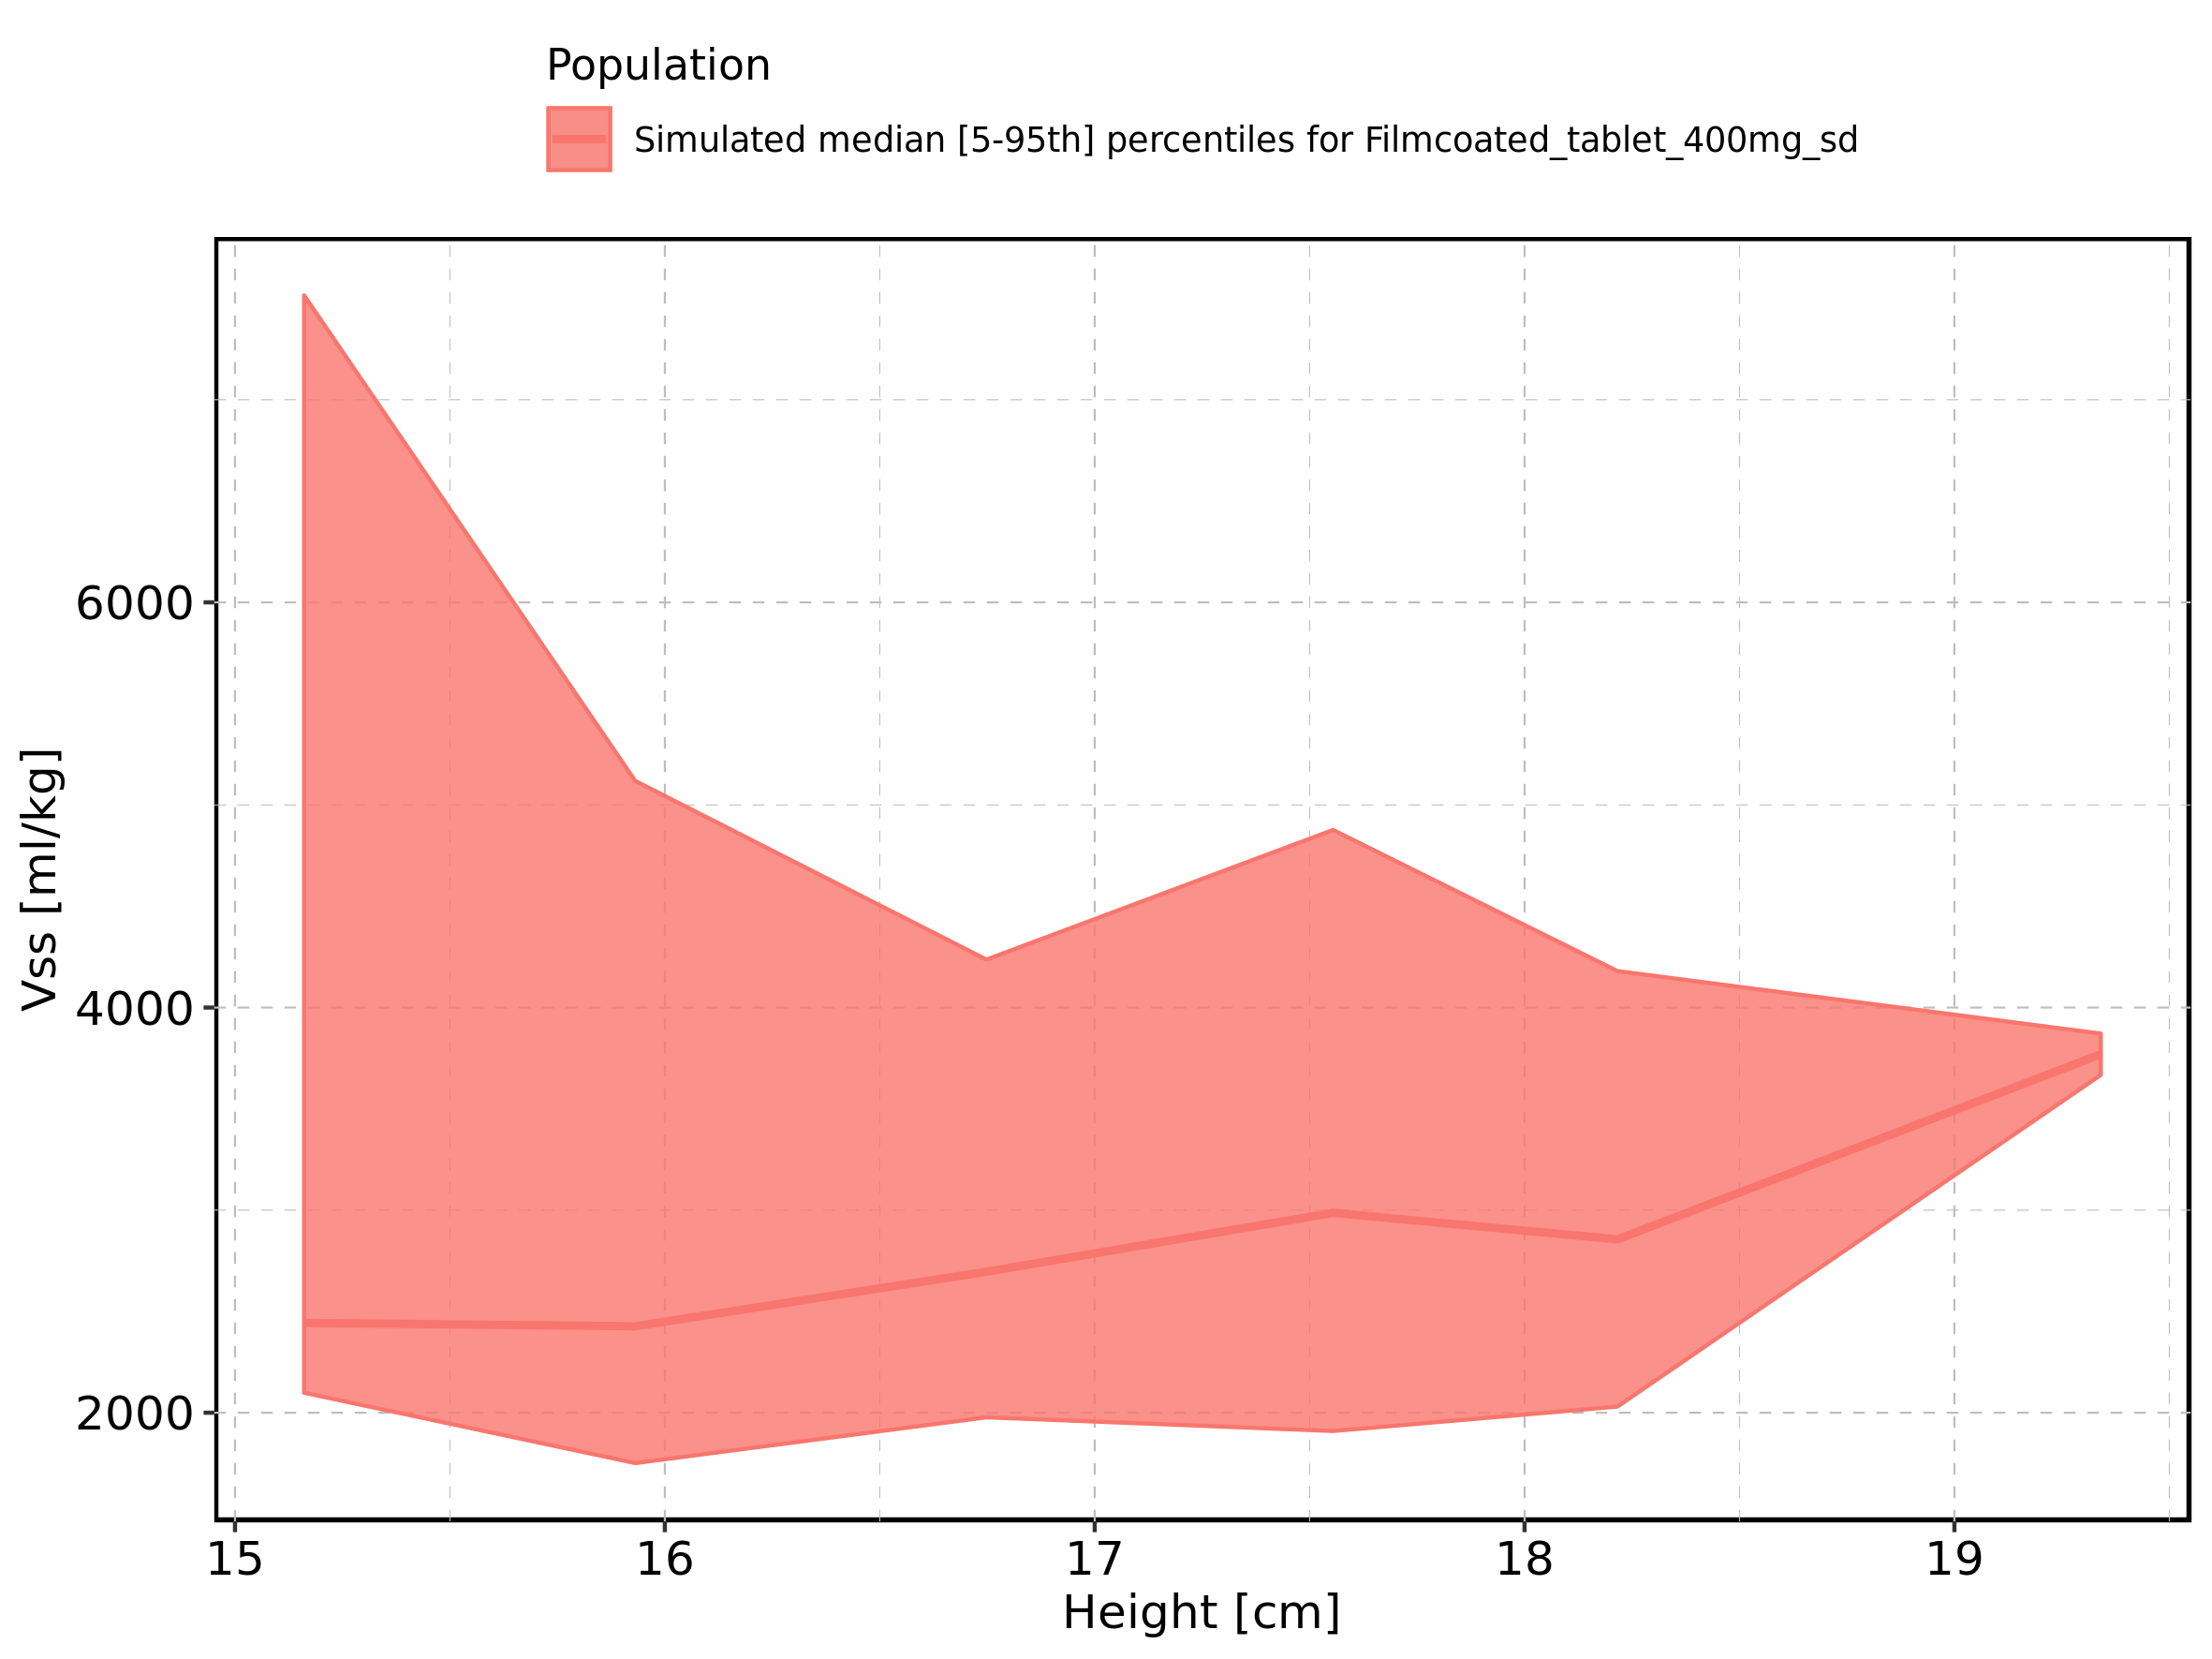 Population
Simulated median [5-95th] percentiles for Filmcoated_tablet_400mg_sd
Vss [ml/kg]
6000
4000
2000
15 16 17 18 19
Height [cm]